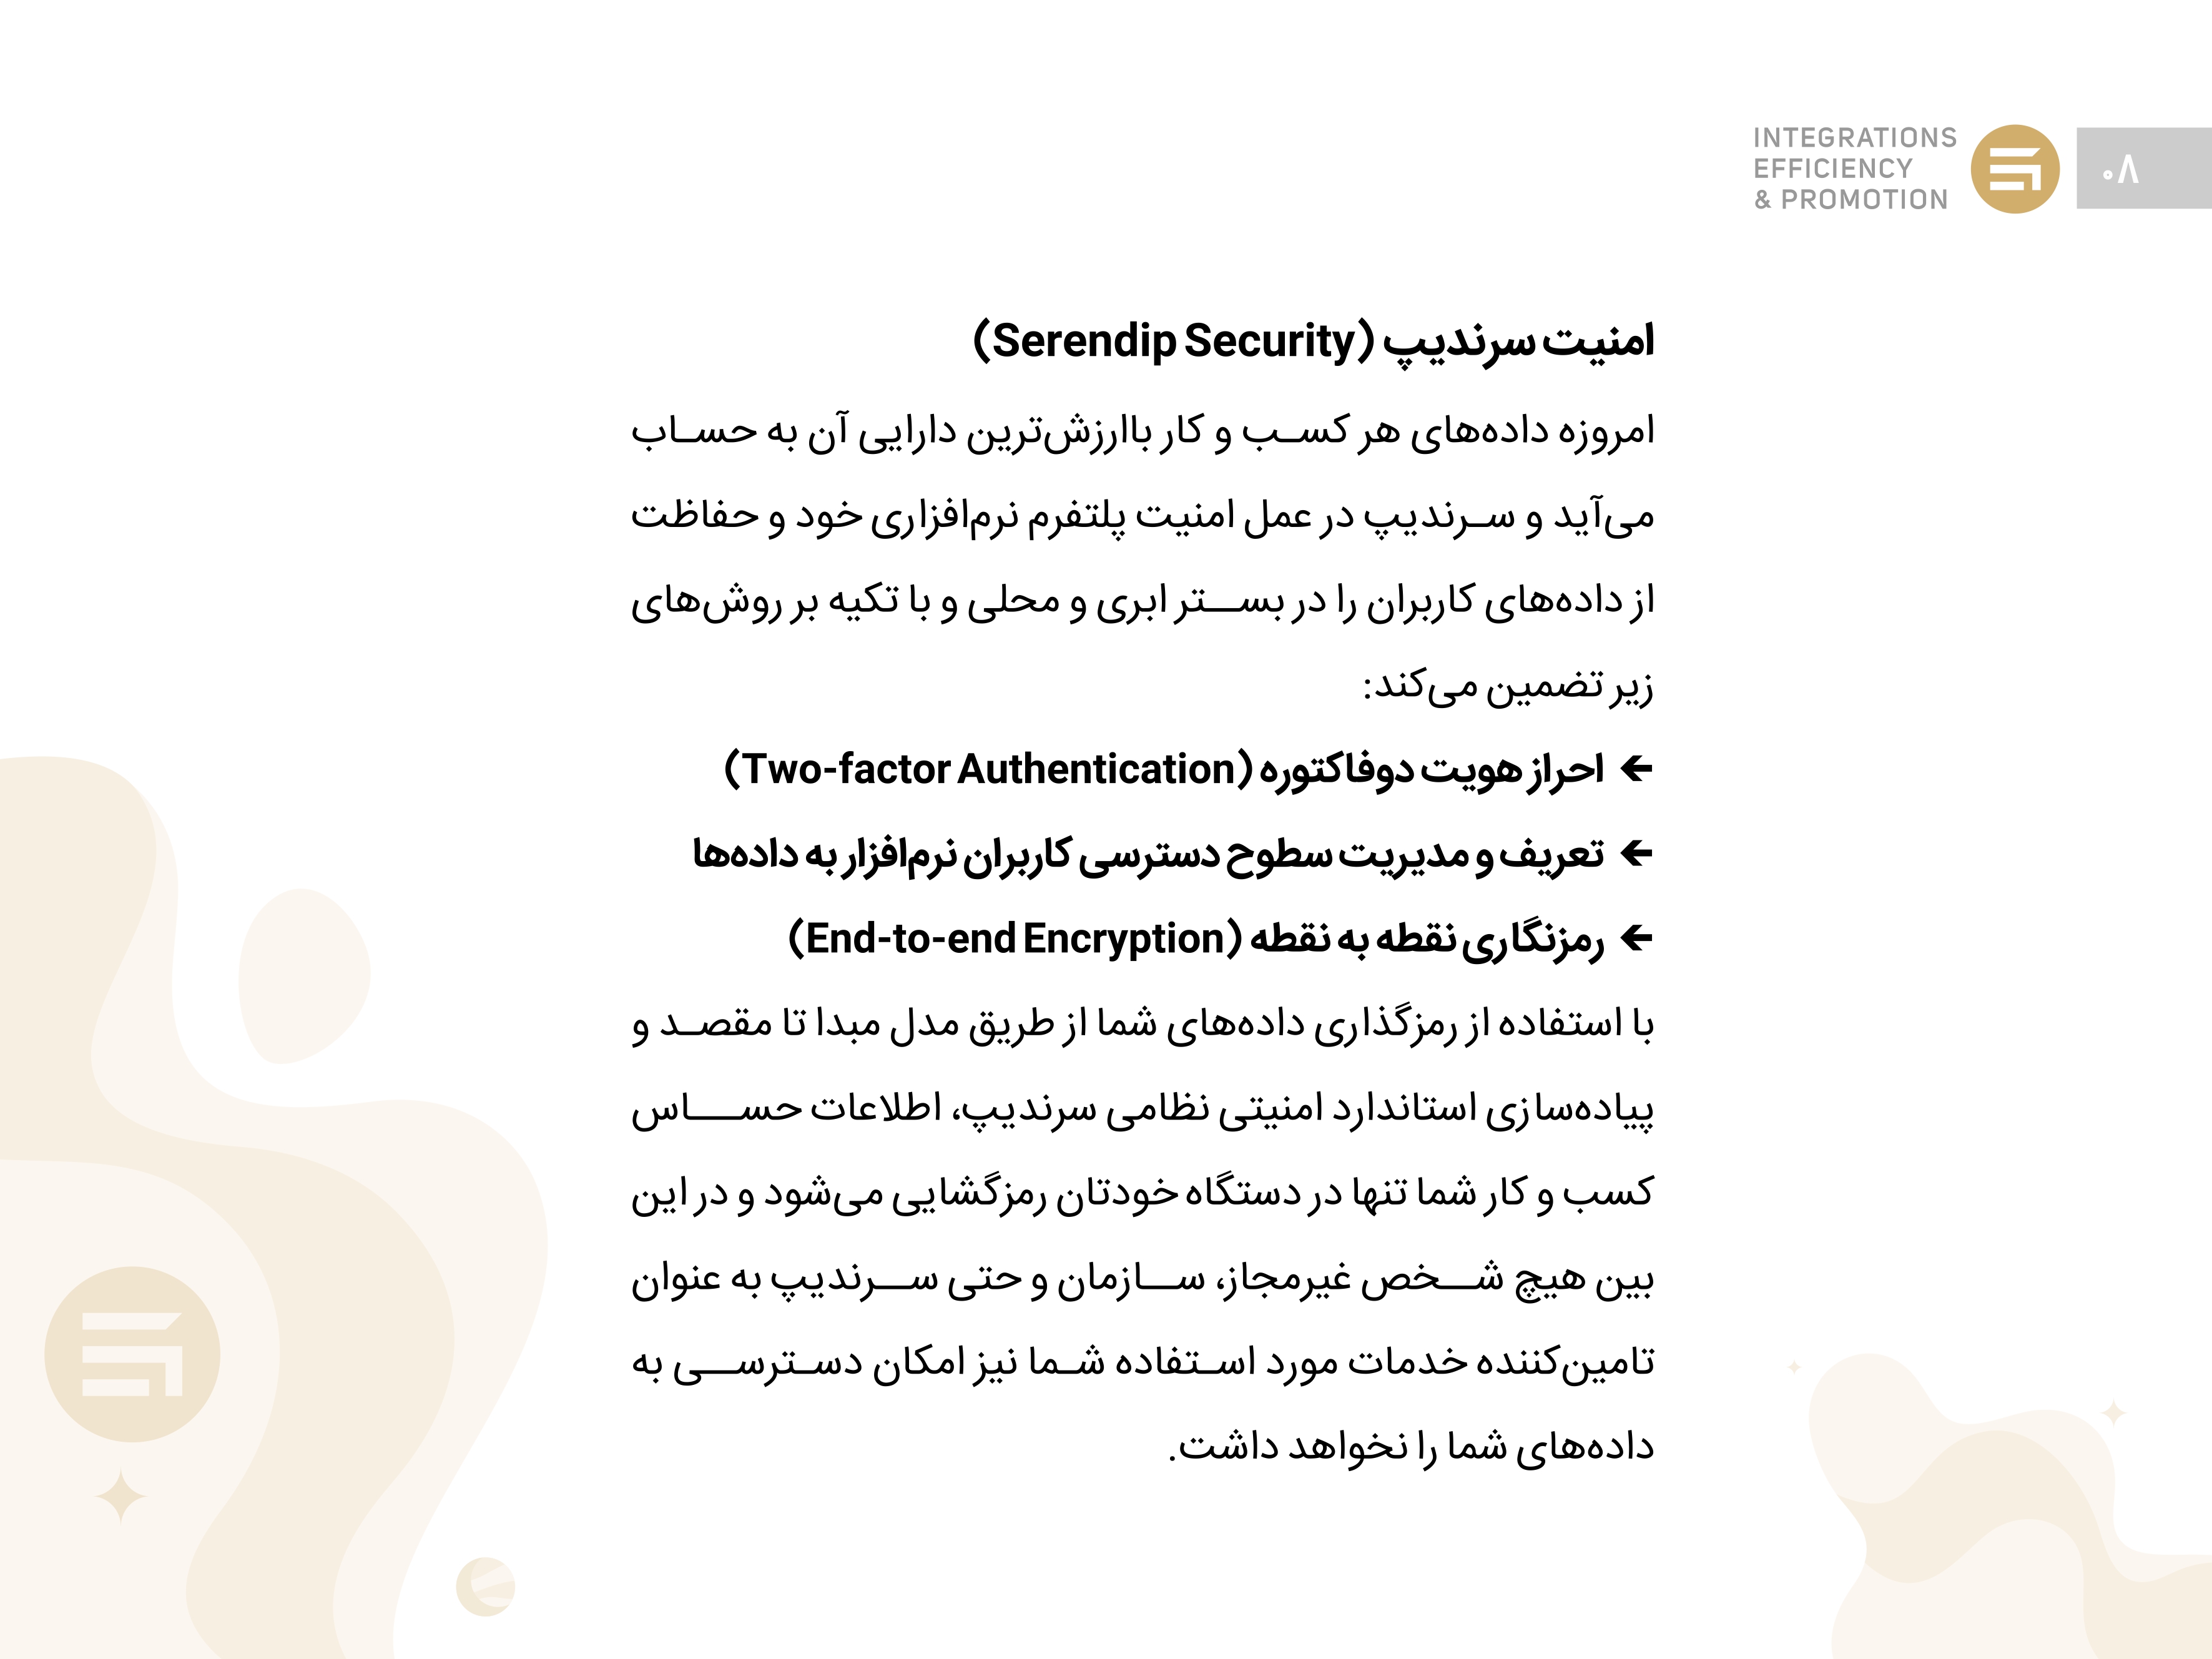 INTEGRATIONS
EFFICIENCY
& PROMOTION
۰۸
امنیت سرندیپ (Serendip Security)
امروزه داده‌های هر کسب و کار باارزش‌ترین دارایی آن به حساب
می‌آید و سرندیپ در عمل امنیت پلتفرم نرم‌افزاری خود و حفاظت
از داده‌های کاربران را در بستر ابری و محلی و با تکیه بر روش‌های
زیر تضمین می‌کند:
← احراز هویت دوفاکتوره (Two-factor Authentication)
← تعریف و مدیریت سطوح دسترسی کاربران نرم‌افزار به داده‌ها
← رمزنگاری نقطه به نقطه (End-to-end Encryption)
با استفاده از رمزگذاری داده‌های شما از طریق مدل مبدا تا مقصد و
پیاده‌سازی استاندارد امنیتی نظامی سرندیپ، اطلاعات حساس
کسب و کار شما تنها در دستگاه خودتان رمزگشایی می‌شود و در این
بین هیچ شخص غیرمجاز، سازمان و حتی سرندیپ به عنوان
تامین‌کننده خدمات مورد استفاده شما نیز امکان دسترسی به
داده‌های شما را نخواهد داشت.